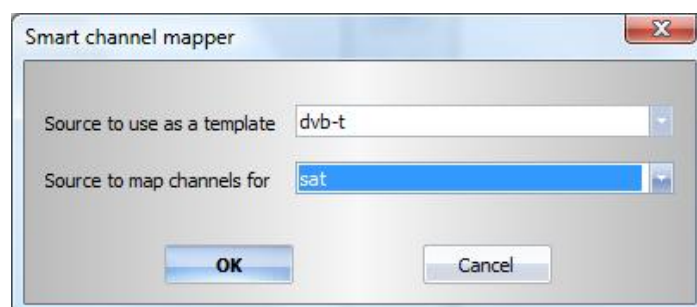 Smart channel mapper
Source to use as a template dvb-t
Source to map channels for sat
OK Cancel